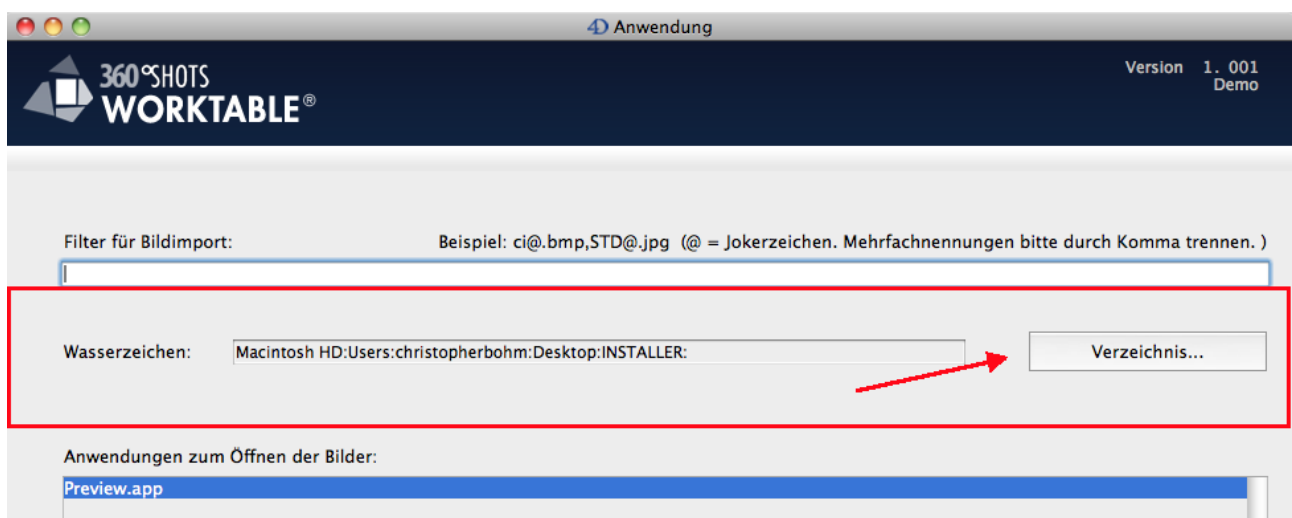 4D Anwendung
360°SHOTS
WORKTABLE®
Version 1. 001
Demo
Filter für Bildimport: Beispiel: ci@.bmp,STD@.jpg (@ = Jokerzeichen. Mehrfachnennungen bitte durch Komma trennen. )
Wasserzeichen: Macintosh HD:Users:christopherbohm:Desktop:INSTALLER: Verzeichnis...
Anwendungen zum Öffnen der Bilder:
Preview.app